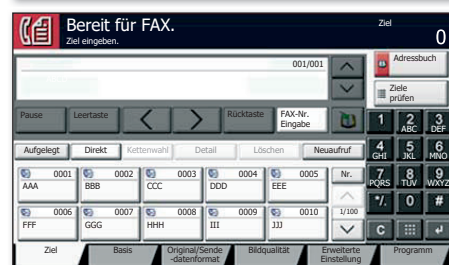 Bereit für FAX.
Ziel eingeben.
Ziel
0
001/001
Adressbuch
Ziele
prüfen
Pause
Leertaste
Rücktaste
FAX-Nr.
Eingabe
1
2
ABC
3
DEF
Aufgelegt
Direkt
Kettenwahl
Detail
Löschen
Neuaufruf
4
GHI
5
JKL
6
MNO
0001
AAA
0002
BBB
0003
CCC
0004
DDD
0005
EEE
Nr.
7
PQRS
8
TUV
9
WXYZ
0006
FFF
0007
GGG
0008
HHH
0009
III
0010
JJJ
1/100
*/.
0
#
C
Ziel
Basis
Original/Sende
-datenformat
Bildqualität
Erweiterte
Einstellung
Programm